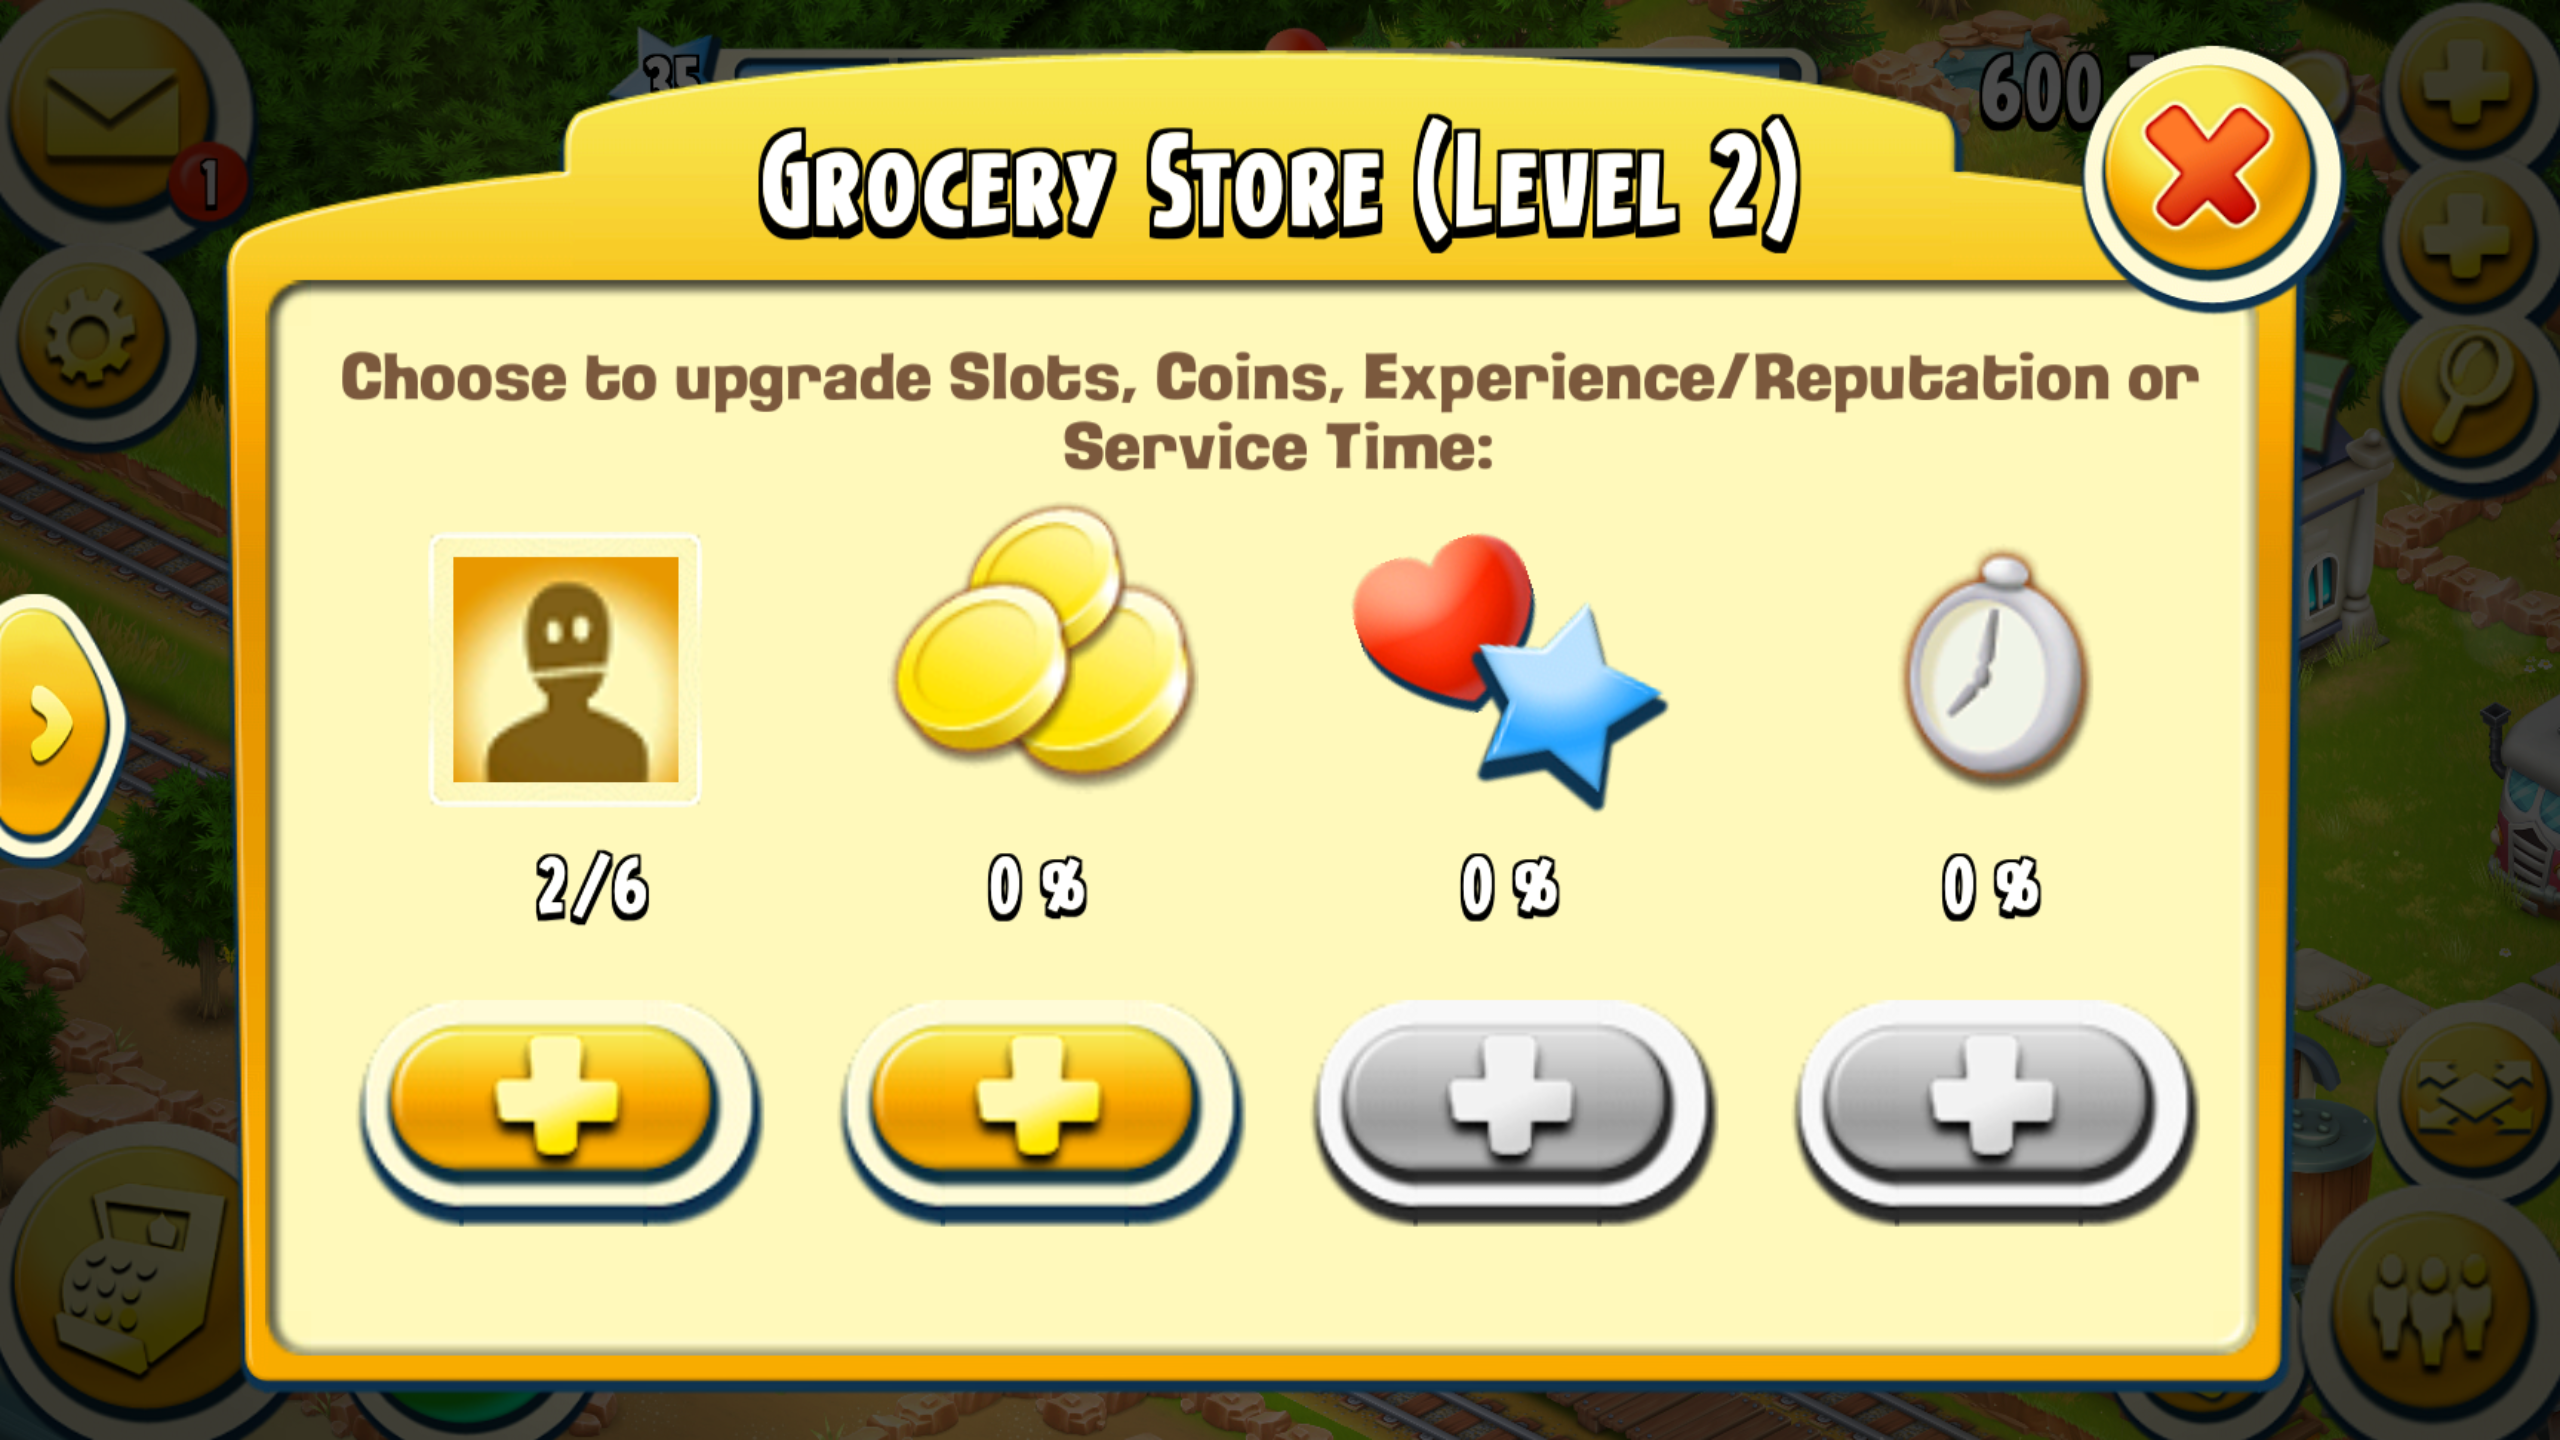 35
600
1
GROCERY STORE (LEVEL 2)
Choose to upgrade Slots, Coins, Experience/Reputation or
Service Time:
2/6
0 %
0 %
0 %